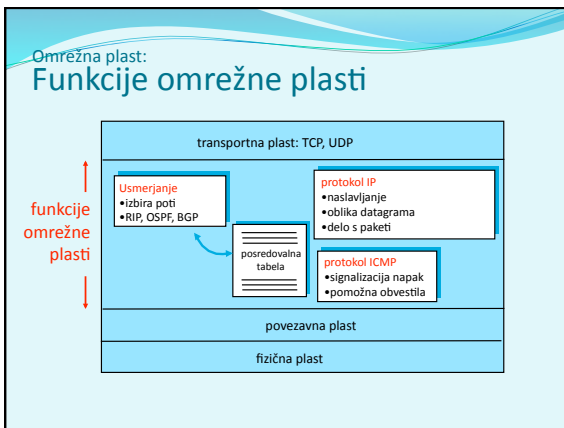 Omrežna plast:
Funkcije omrežne plasti
transportna plast: TCP, UDP
funkcije
omrežne
plasti
Usmerjanje
•izbira poti
•RIP, OSPF, BGP
posredovalna
tabela
protokol IP
•naslavljanje
•oblika datagrama
•delo s paketi
protokol ICMP
•signalizacija napak
•pomožna obvestila
povezavna plast
fizična plast